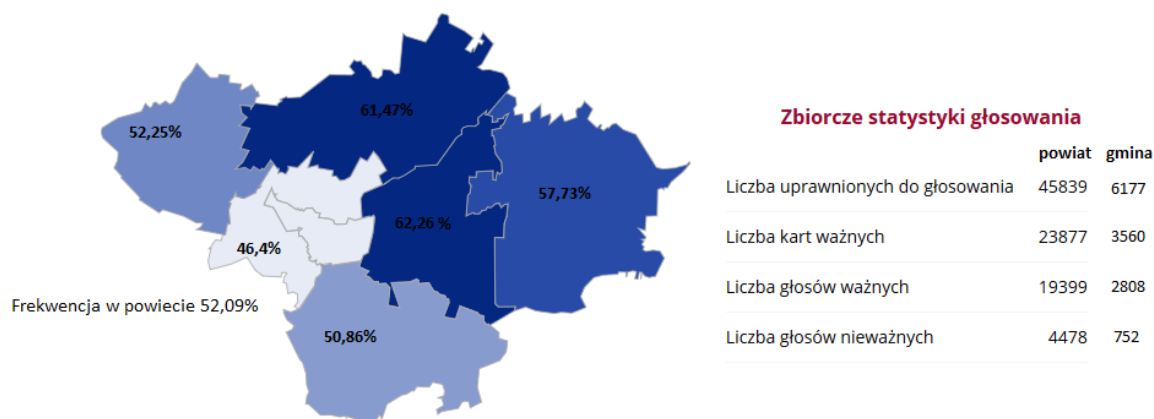 61,47%
52,25%
57,73%
62,26 %
46,4%
Frekwencja w powiecie 52,09%
50,86%
Zbiorcze statystyki głosowania
powiat gmina
Liczba uprawnionych do głosowania 45839 6177
Liczba kart ważnych 23877 3560
Liczba głosów ważnych 19399 2808
Liczba głosów nieważnych 4478 752